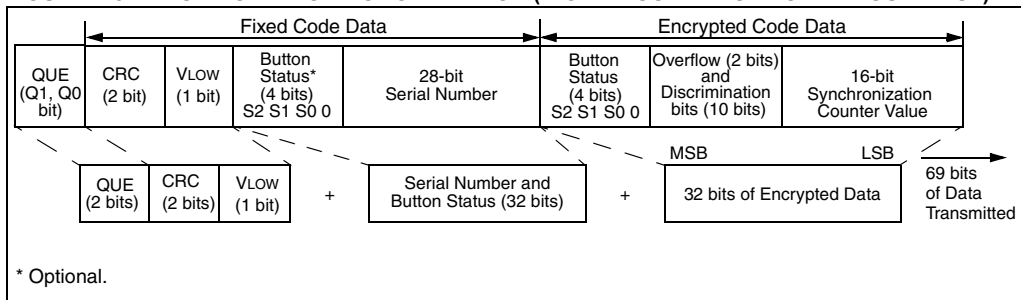 Fixed Code Data
Encrypted Code Data
QUE
(Q1, Q0
bit)
CRC
(2 bit)
VLOW
(1 bit)
Button
Status*
(4 bits)
S2 S1 S0 0
28-bit
Serial Number
Button
Status
(4 bits)
S2 S1 S0 0
Overflow (2 bits)
and
Discrimination
bits (10 bits)
16-bit
Synchronization
Counter Value
MSB
LSB
QUE
(2 bits)
CRC
(2 bits)
VLOW
(1 bit)
+
Serial Number and
Button Status (32 bits)
+
32 bits of Encrypted Data
69 bits
of Data
Transmitted
* Optional.